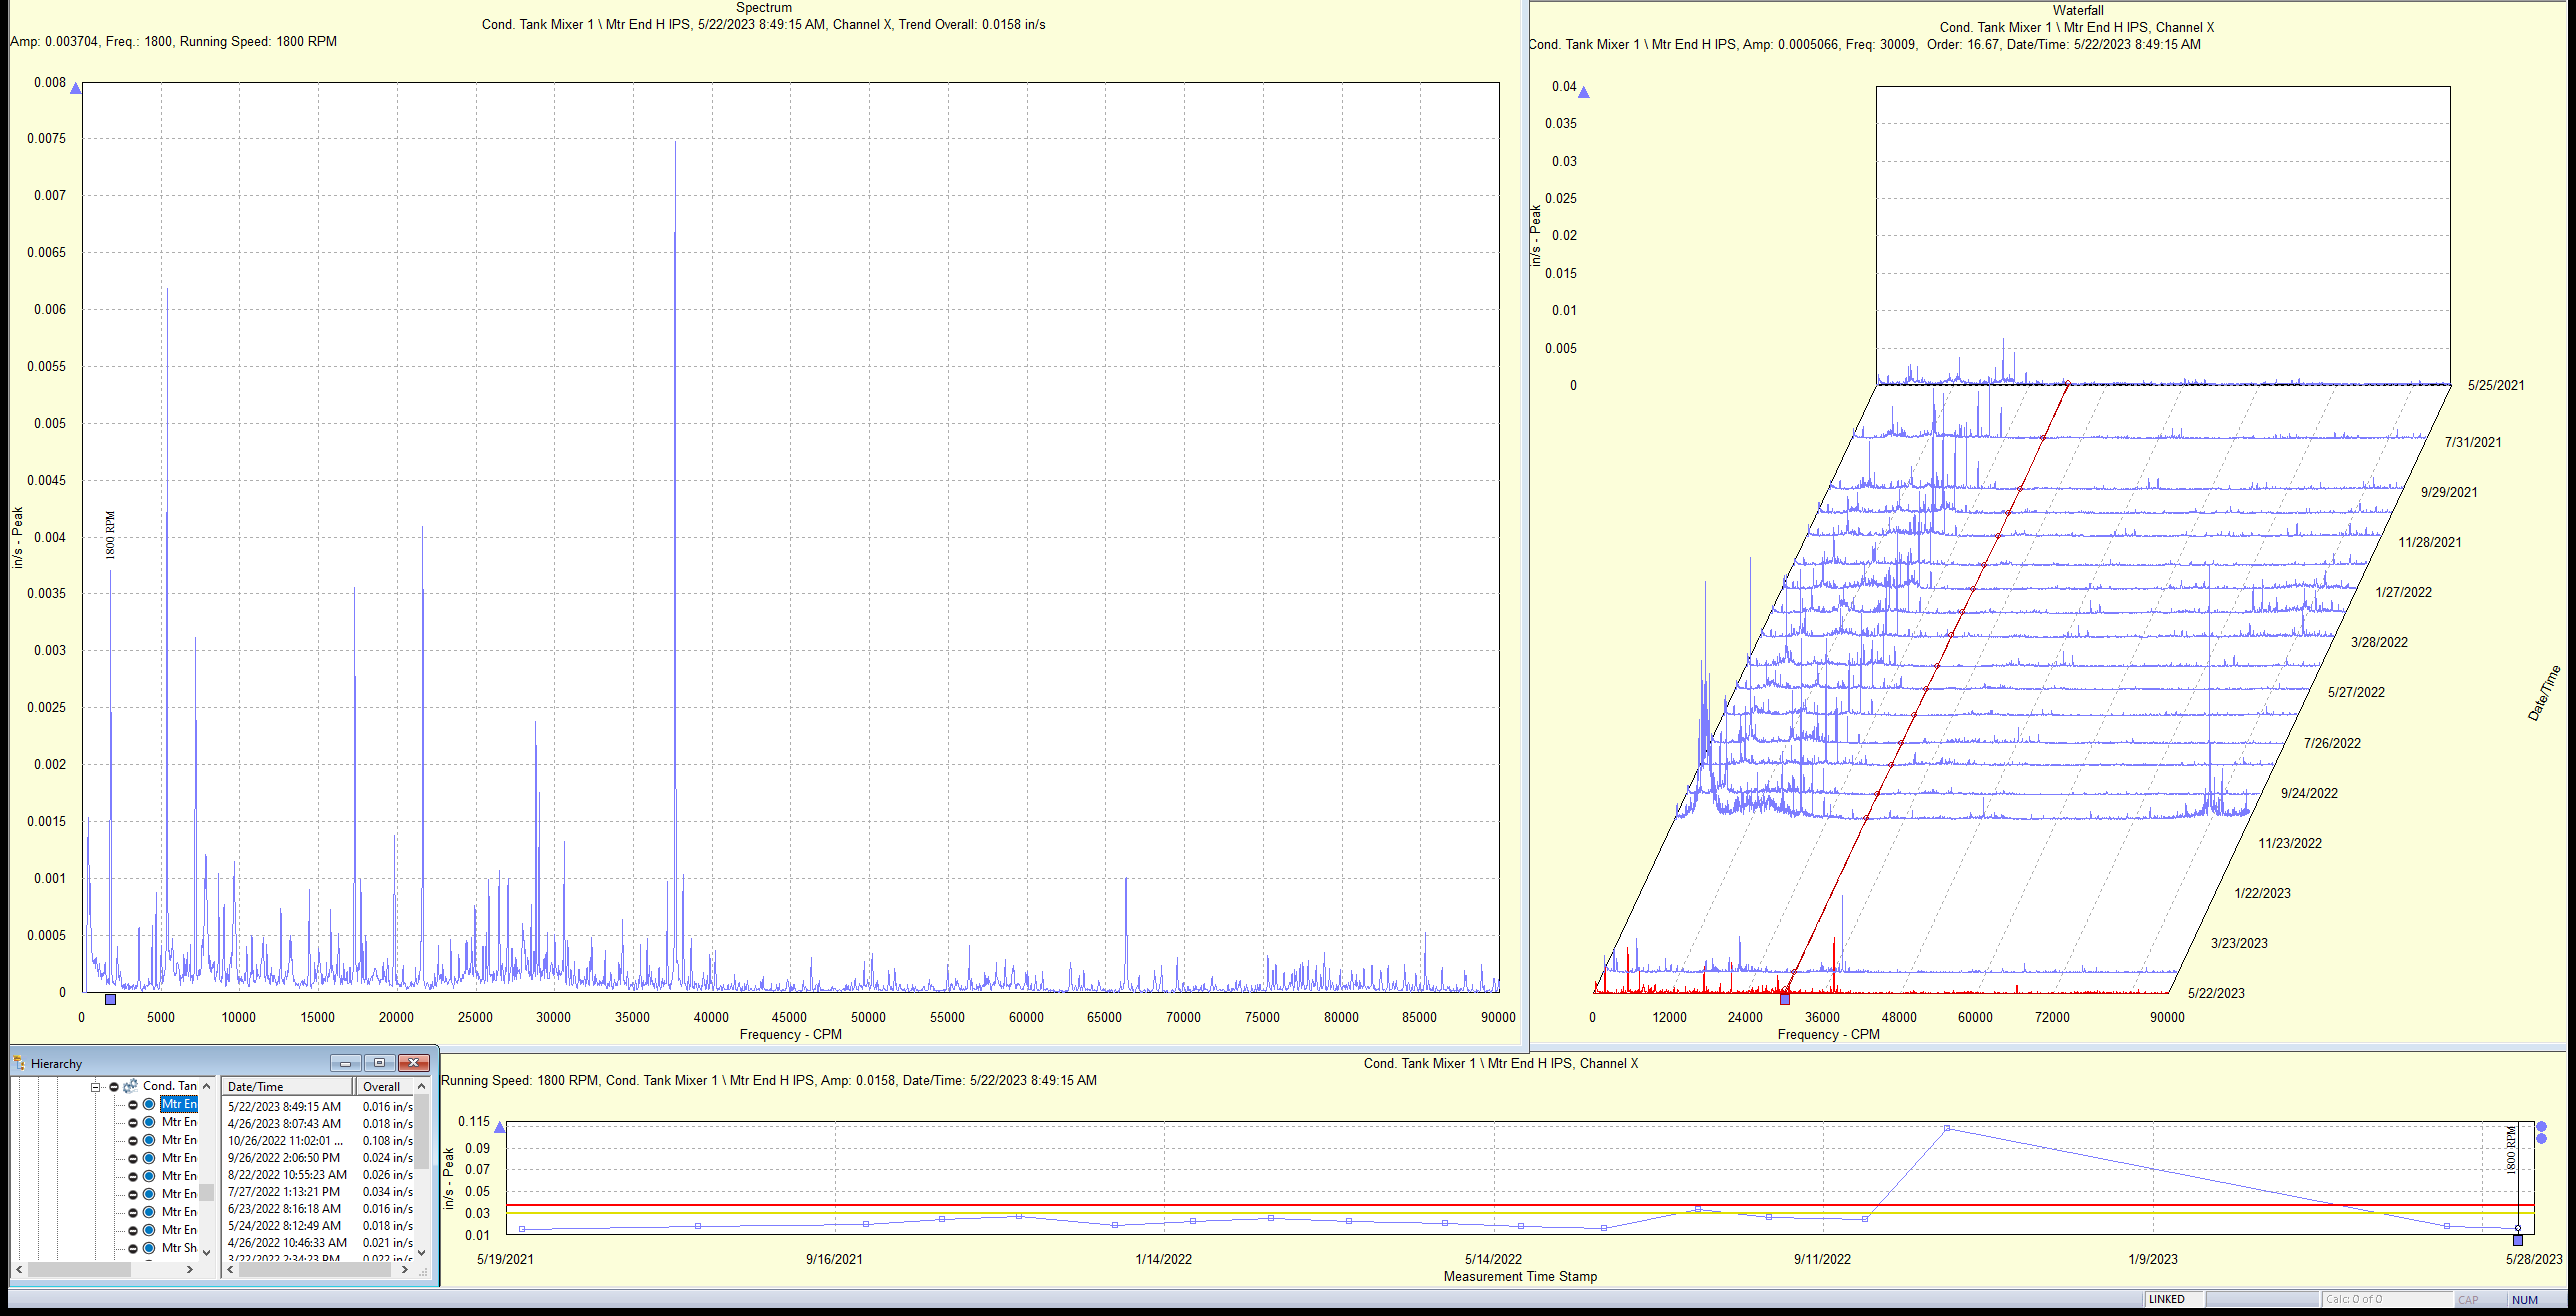 Spectrum
Cond. Tank Mixer 1 \ Mtr End H IPS, 5/22/2023 8:49:15 AM, Channel X, Trend Overall: 0.0158 in/s
Amp: 0.003704, Freq.: 1800, Running Speed: 1800 RPM
0.008
0.0075
0.007
0.0065
0.006
0.0055
0.005
0.0045
0.004
0.0035
0.003
0.0025
0.002
0.0015
0.001
0.0005
0
in/s - Peak
1800 RPM
0 5000 10000 15000 20000 25000 30000 35000 40000 45000 50000 55000 60000 65000 70000 75000 80000 85000 90000
Frequency - CPM
Waterfall
Cond. Tank Mixer 1 \ Mtr End H IPS, Channel X
Cond. Tank Mixer 1 \ Mtr End H IPS, Amp: 0.0005066, Freq: 30009, Order: 16.67, Date/Time: 5/22/2023 8:49:15 AM
0.04
0.035
0.03
0.025
0.02
0.015
0.01
0.005
0
in/s - Peak
5/25/2021
7/31/2021
9/29/2021
11/28/2021
1/27/2022
3/28/2022
5/27/2022
7/26/2022
9/24/2022
11/23/2022
1/22/2023
3/23/2023
5/22/2023
Date/Time
0 12000 24000 36000 48000 60000 72000 90000
Frequency - CPM
Hierarchy
Cond. Tan
Mtr En
Mtr En
Mtr En
Mtr En
Mtr En
Mtr En
Mtr En
Mtr En
Mtr Sh
Date/Time Overall
5/22/2023 8:49:15 AM 0.016 in/s
4/26/2023 8:07:43 AM 0.018 in/s
10/26/2022 11:02:01 ... 0.108 in/s
9/26/2022 2:06:50 PM 0.024 in/s
8/22/2022 10:55:23 AM 0.026 in/s
7/27/2022 1:13:21 PM 0.034 in/s
6/23/2022 8:16:18 AM 0.016 in/s
5/24/2022 8:12:49 AM 0.018 in/s
4/26/2022 10:46:33 AM 0.021 in/s
3/22/2022 2:34:23 PM 0.022 in/s
Cond. Tank Mixer 1 \ Mtr End H IPS, Channel X
Running Speed: 1800 RPM, Cond. Tank Mixer 1 \ Mtr End H IPS, Amp: 0.0158, Date/Time: 5/22/2023 8:49:15 AM
0.115
0.09
0.07
0.05
0.03
0.01
in/s - Peak
1800 RPM
5/19/2021 9/16/2021 1/14/2022 5/14/2022 9/11/2022 1/9/2023 5/28/2023
Measurement Time Stamp
LINKED Calc: 0 of 0 CAP NUM